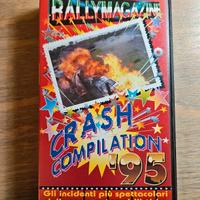 RALLYMAGAZINE
CRASH
COMPILATION
'95
Gli incidenti più spettacolari